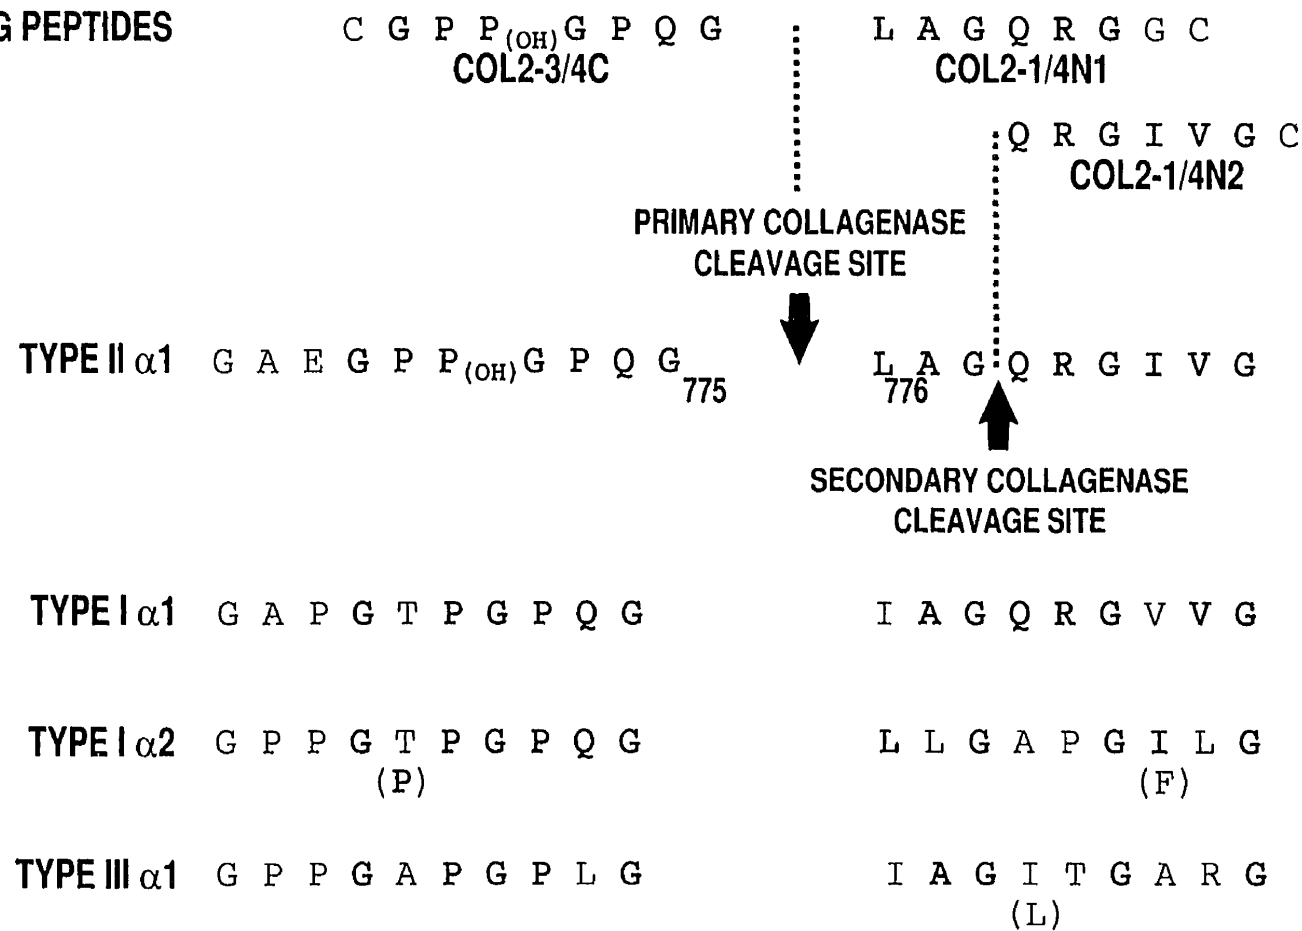 G PEPTIDES C G P P(OH)G P Q G L A G Q R G G C
COL2-3/4C COL2-1/4N1
Q R G I V G C
COL2-1/4N2
PRIMARY COLLAGENASE
CLEAVAGE SITE
TYPE II α1 G A E G P P(OH)G P Q G775 L776 A G Q R G I V G
SECONDARY COLLAGENASE
CLEAVAGE SITE
TYPE I α1 G A P G T P G P Q G I A G Q R G V V G
TYPE I α2 G P P G T P G P Q G L L G A P G I L G
(P) (F)
TYPE III α1 G P P G A P G P L G I A G I T G A R G
(L)